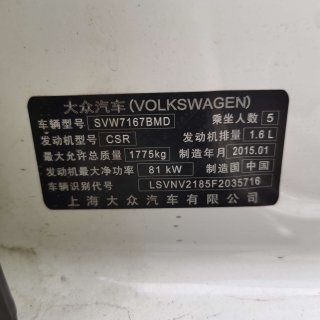 大众汽车(VOLKSWAGEN)
车辆型号 SVW7167BMD 乘坐人数 5
发动机型号 CSR 发动机排量 1.6 L
最大允许总质量 1775kg 制造年月 2015.01
发动机最大净功率 81 kW 制造国 中国
车辆识别代号 LSVNV2185F2035716
上海大众汽车有限公司